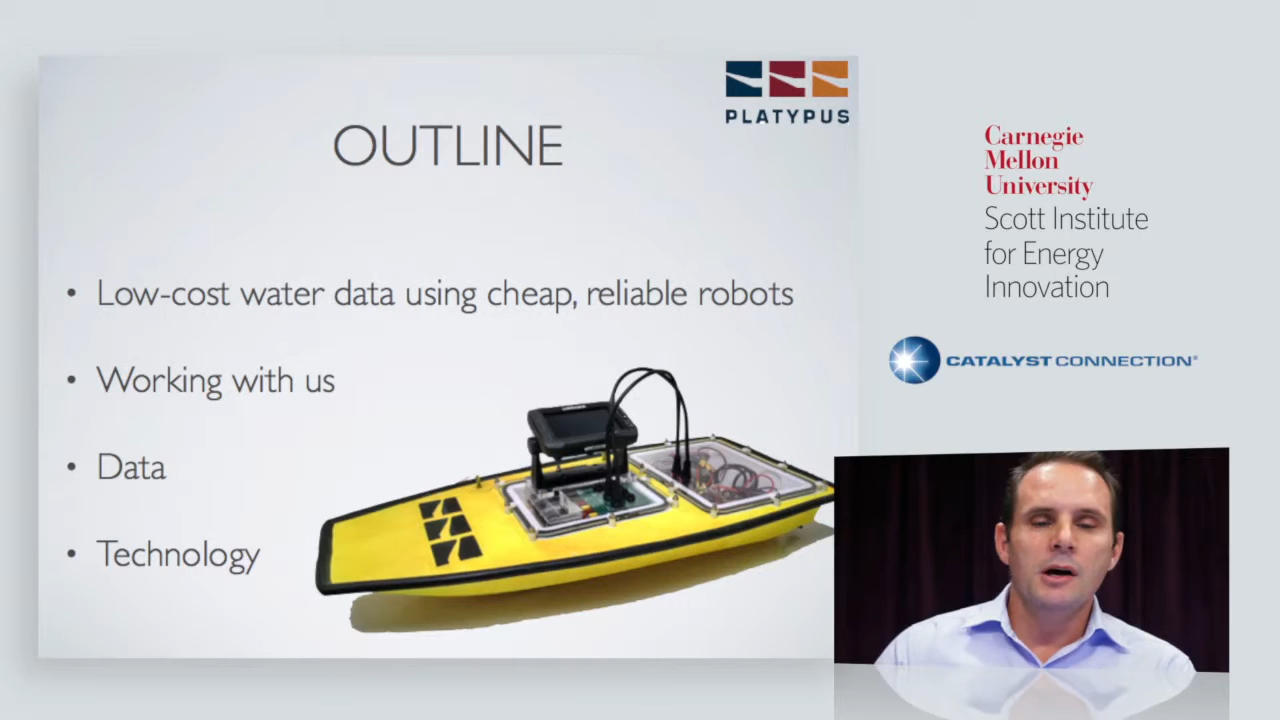 PLATYPUS
OUTLINE
• Low-cost water data using cheap, reliable robots
• Working with us
• Data
• Technology
Carnegie
Mellon
University
Scott Institute
for Energy
Innovation
CATALYST CONNECTION®